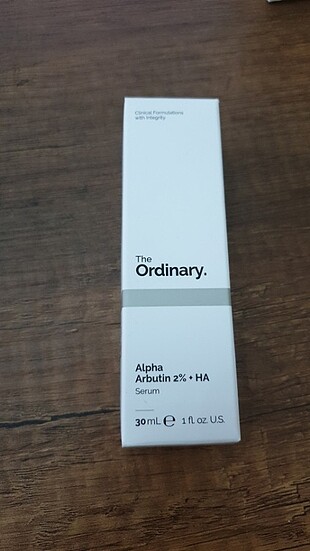 Clinical Formulations
with Integrity
The
Ordinary.
Alpha
Arbutin 2% + HA
Serum
30 mL ℮ 1 fl. oz. U.S.